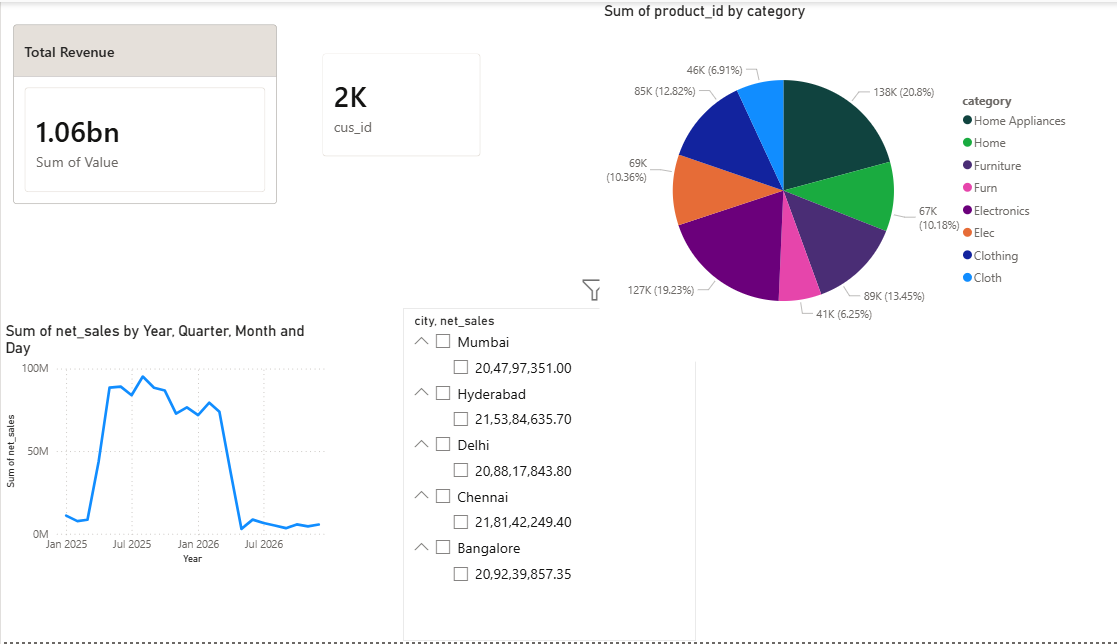 Total Revenue
1.06bn
Sum of Value
2K
cus_id
Sum of product_id by category
46K (6.91%)
138K (20.8%)
85K (12.82%)
69K
(10.36%)
67K
(10.18%)
127K (19.23%)
89K (13.45%)
41K (6.25%)
category
Home Appliances
Home
Furniture
Furn
Electronics
Elec
Clothing
Cloth
Sum of net_sales by Year, Quarter, Month and
Day
Sum of net_sales
100M
50M
0M
Jan 2025
Jul 2025
Jan 2026
Jul 2026
Year
city, net_sales
Mumbai
20,47,97,351.00
Hyderabad
21,53,84,635.70
Delhi
20,88,17,843.80
Chennai
21,81,42,249.40
Bangalore
20,92,39,857.35